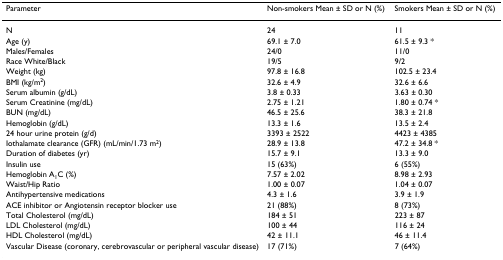 Parameter Non-smokers Mean ± SD or N (%) Smokers Mean ± SD or N (%)
N 24 11
Age (y) 69.1 ± 7.0 61.5 ± 9.3 *
Males/Females 24/0 11/0
Race White/Black 19/5 9/2
Weight (kg) 97.8 ± 16.8 102.5 ± 23.4
BMI (kg/m²) 32.6 ± 4.9 32.6 ± 6.6
Serum albumin (g/dL) 3.8 ± 0.33 3.63 ± 0.30
Serum Creatinine (mg/dL) 2.75 ± 1.21 1.80 ± 0.74 *
BUN (mg/dL) 46.5 ± 25.6 38.3 ± 21.8
Hemoglobin (g/dL) 13.3 ± 1.6 13.5 ± 2.4
24 hour urine protein (g/d) 3393 ± 2522 4423 ± 4385
Iothalamate clearance (GFR) (mL/min/1.73 m²) 28.9 ± 13.8 47.2 ± 34.8 *
Duration of diabetes (yr) 15.7 ± 9.1 13.3 ± 9.0
Insulin use 15 (63%) 6 (55%)
Hemoglobin A₁C (%) 7.57 ± 2.02 8.98 ± 2.93
Waist/Hip Ratio 1.00 ± 0.07 1.04 ± 0.07
Antihypertensive medications 4.3 ± 1.6 3.9 ± 1.9
ACE inhibitor or Angiotensin receptor blocker use 21 (88%) 8 (73%)
Total Cholesterol (mg/dL) 184 ± 51 223 ± 87
LDL Cholesterol (mg/dL) 100 ± 44 116 ± 24
HDL Cholesterol (mg/dL) 42 ± 11.1 46 ± 11.4
Vascular Disease (coronary, cerebrovascular or peripheral vascular disease) 17 (71%) 7 (64%)